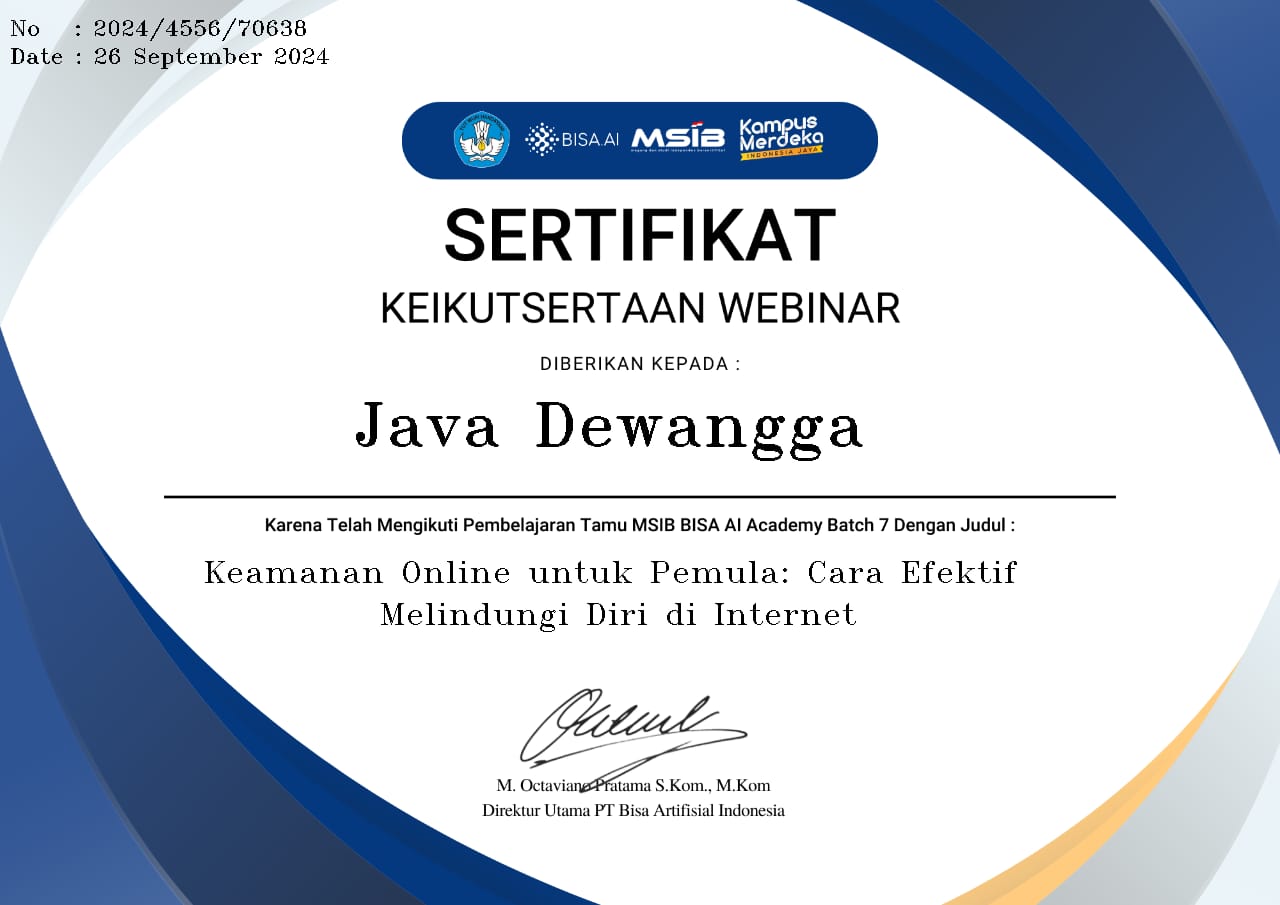 No : 2024/4556/70638
Date : 26 September 2024
BISA.AI
MSIB
Kampus
Merdeka
INDONESIA JAYA
SERTIFIKAT
KEIKUTSERTAAN WEBINAR
DIBERIKAN KEPADA :
Java Dewangga
Karena Telah Mengikuti Pembelajaran Tamu MSIB BISA AI Academy Batch 7 Dengan Judul :
Keamanan Online untuk Pemula: Cara Efektif
Melindungi Diri di Internet
M. Octaviano Pratama S.Kom., M.Kom
Direktur Utama PT Bisa Artifisial Indonesia